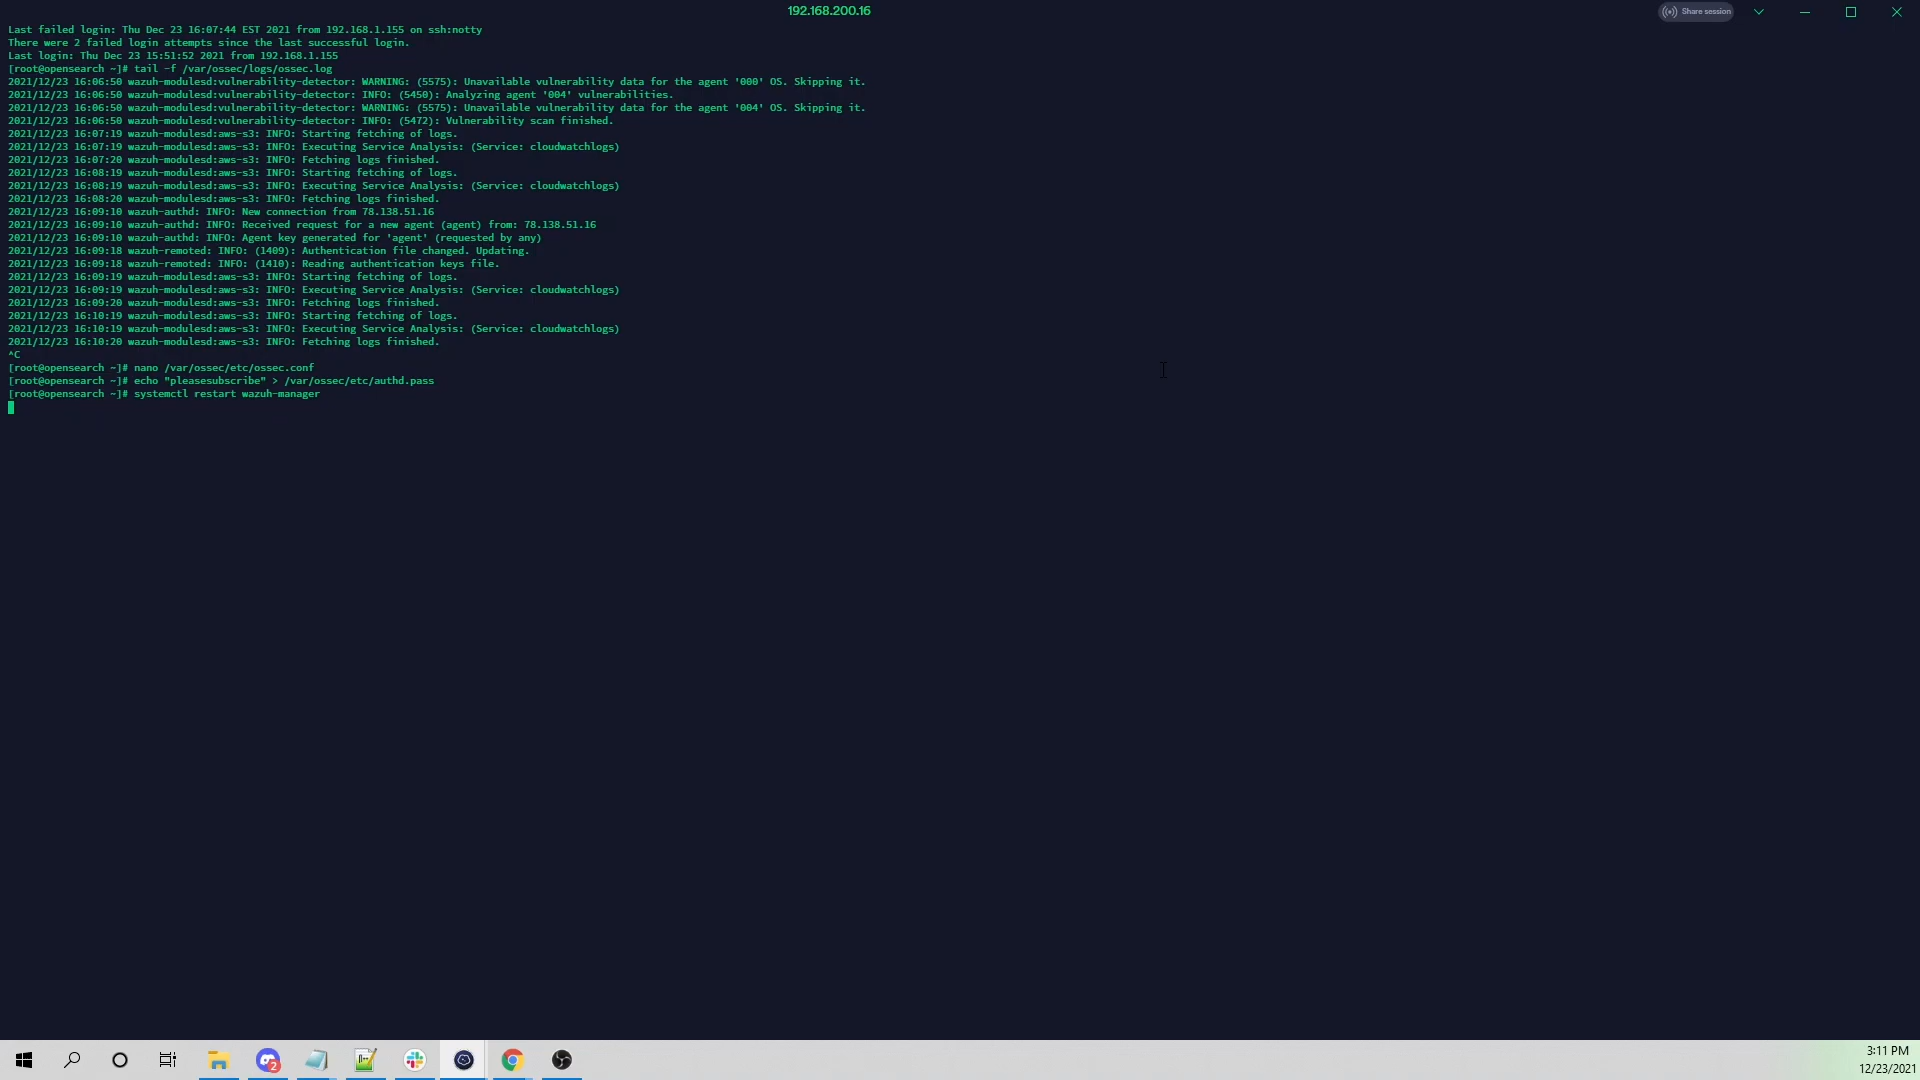 192.168.200.16
Share session
Last failed login: Thu Dec 23 16:07:44 EST 2021 from 192.168.1.155 on ssh:notty
There were 2 failed login attempts since the last successful login.
Last login: Thu Dec 23 15:51:52 2021 from 192.168.1.155
[root@opensearch ~]# tail -f /var/ossec/logs/ossec.log
2021/12/23 16:06:50 wazuh-modulesd:vulnerability-detector: WARNING: (5575): Unavailable vulnerability data for the agent '000' OS. Skipping it.
2021/12/23 16:06:50 wazuh-modulesd:vulnerability-detector: INFO: (5450): Analyzing agent '004' vulnerabilities.
2021/12/23 16:06:50 wazuh-modulesd:vulnerability-detector: WARNING: (5575): Unavailable vulnerability data for the agent '004' OS. Skipping it.
2021/12/23 16:06:50 wazuh-modulesd:vulnerability-detector: INFO: (5472): Vulnerability scan finished.
2021/12/23 16:07:19 wazuh-modulesd:aws-s3: INFO: Starting fetching of logs.
2021/12/23 16:07:19 wazuh-modulesd:aws-s3: INFO: Executing Service Analysis: (Service: cloudwatchlogs)
2021/12/23 16:07:20 wazuh-modulesd:aws-s3: INFO: Fetching logs finished.
2021/12/23 16:08:19 wazuh-modulesd:aws-s3: INFO: Starting fetching of logs.
2021/12/23 16:08:19 wazuh-modulesd:aws-s3: INFO: Executing Service Analysis: (Service: cloudwatchlogs)
2021/12/23 16:08:20 wazuh-modulesd:aws-s3: INFO: Fetching logs finished.
2021/12/23 16:09:10 wazuh-authd: INFO: New connection from 78.138.51.16
2021/12/23 16:09:10 wazuh-authd: INFO: Received request for a new agent (agent) from: 78.138.51.16
2021/12/23 16:09:10 wazuh-authd: INFO: Agent key generated for 'agent' (requested by any)
2021/12/23 16:09:18 wazuh-remoted: INFO: (1409): Authentication file changed. Updating.
2021/12/23 16:09:18 wazuh-remoted: INFO: (1410): Reading authentication keys file.
2021/12/23 16:09:19 wazuh-modulesd:aws-s3: INFO: Starting fetching of logs.
2021/12/23 16:09:19 wazuh-modulesd:aws-s3: INFO: Executing Service Analysis: (Service: cloudwatchlogs)
2021/12/23 16:09:20 wazuh-modulesd:aws-s3: INFO: Fetching logs finished.
2021/12/23 16:10:19 wazuh-modulesd:aws-s3: INFO: Starting fetching of logs.
2021/12/23 16:10:19 wazuh-modulesd:aws-s3: INFO: Executing Service Analysis: (Service: cloudwatchlogs)
2021/12/23 16:10:20 wazuh-modulesd:aws-s3: INFO: Fetching logs finished.
^C
[root@opensearch ~]# nano /var/ossec/etc/ossec.conf
[root@opensearch ~]# echo "pleasesubscribe" > /var/ossec/etc/authd.pass
[root@opensearch ~]# systemctl restart wazuh-manager
2
3:11 PM
12/23/2021